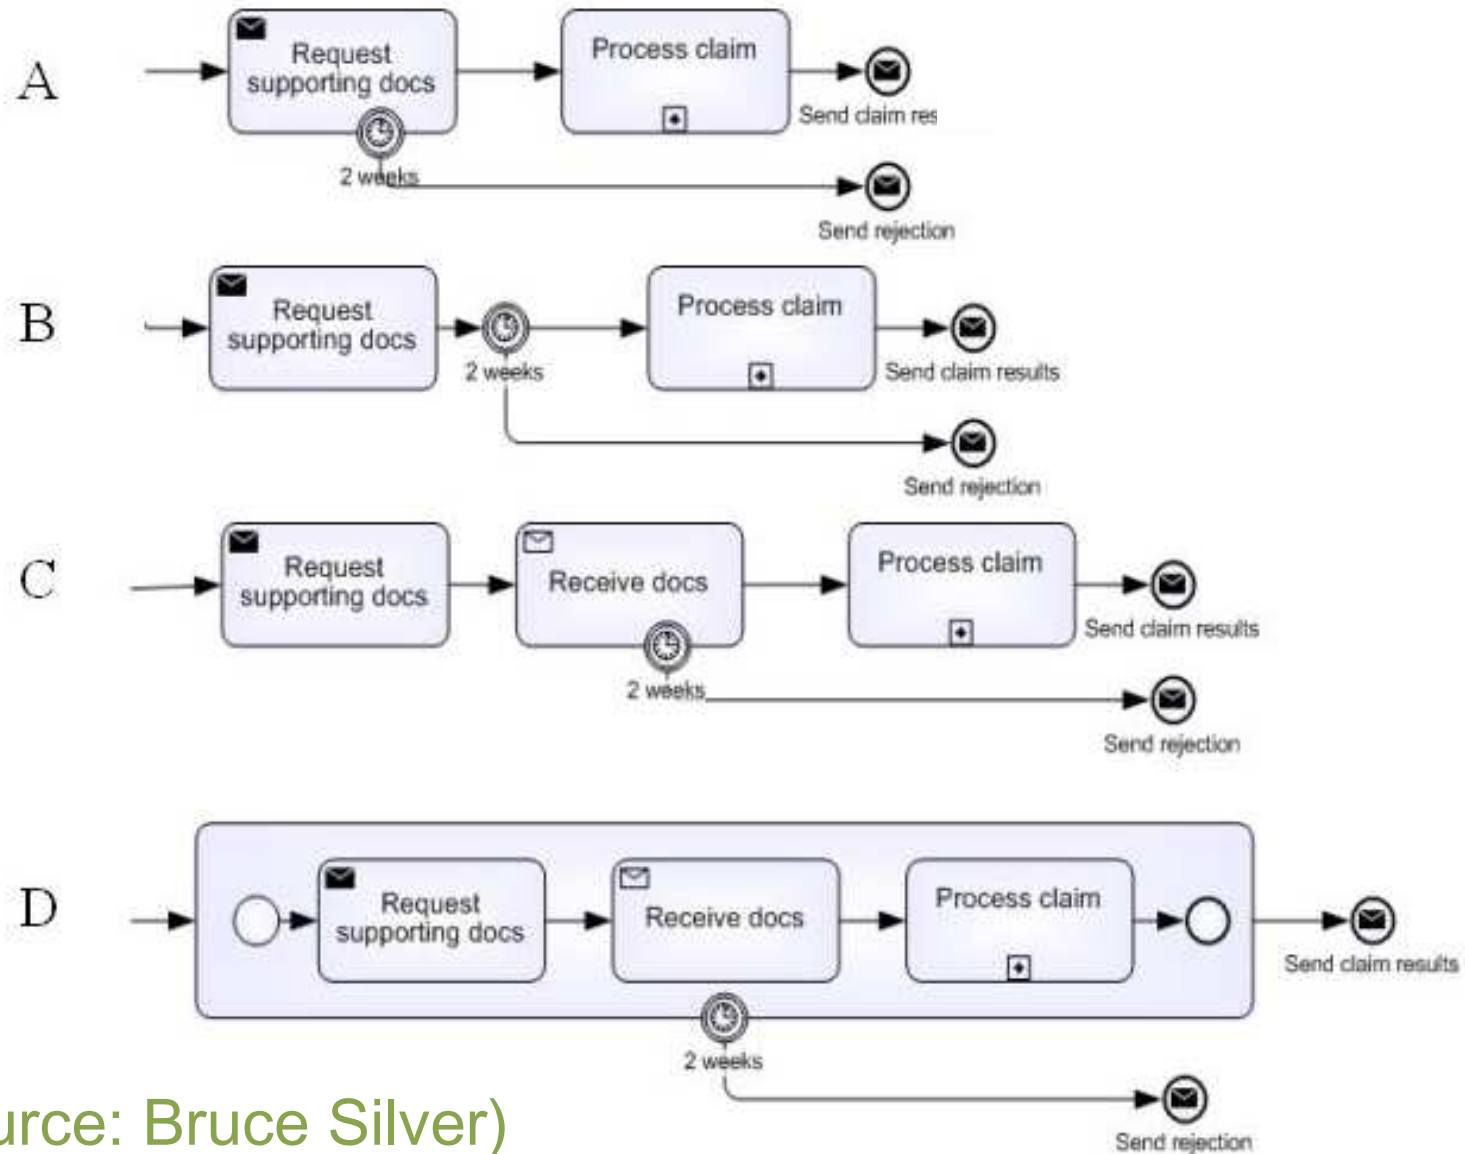 A
Request
supporting docs
2 weeks
Process claim
Send claim res
Send rejection
B
Request
supporting docs
2 weeks
Process claim
Send claim results
Send rejection
C
Request
supporting docs
Receive docs
2 weeks
Process claim
Send claim results
Send rejection
D
Request
supporting docs
Receive docs
Process claim
Send claim results
2 weeks
Send rejection
urce: Bruce Silver)